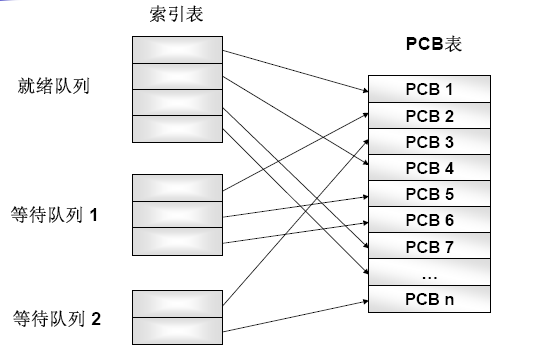 索引表
PCB表
就绪队列
PCB 1
PCB 2
PCB 3
PCB 4
等待队列 1
PCB 5
PCB 6
PCB 7
...
等待队列 2
PCB n